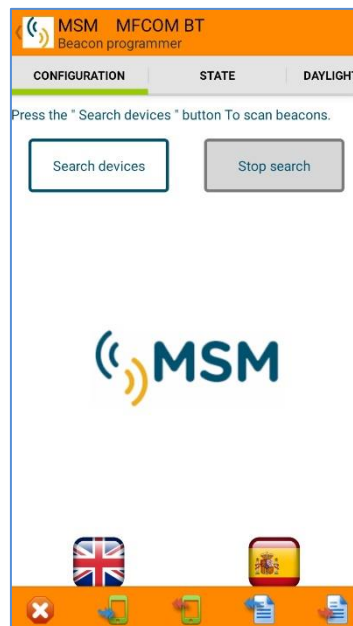 MSM MFCOM BT
Beacon programmer
CONFIGURATION STATE DAYLIGHT
Press the " Search devices " button To scan beacons.
Search devices Stop search
MSM